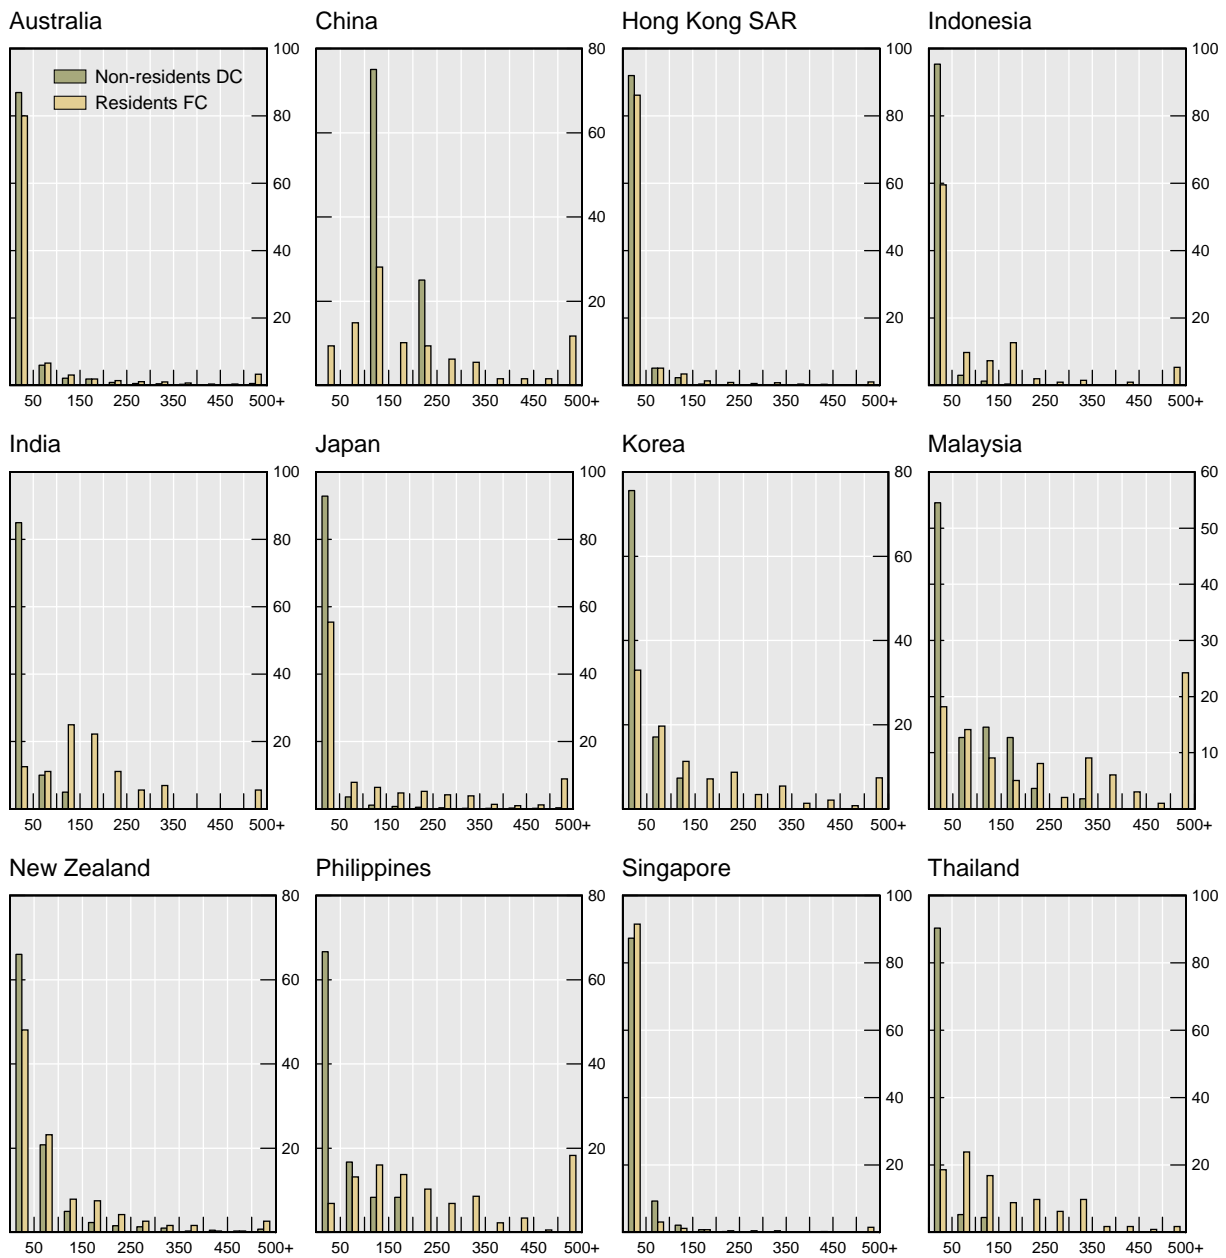 Australia China Hong Kong SAR Indonesia
100 80 100 100
Non-residents DC
Residents FC
80 60 80 80
60 40 60 60
40 20 40 40
20 20 20
50 150 250 350 450 500+ 50 150 250 350 450 500+ 50 150 250 350 450 500+ 50 150 250 350 450 500+
India Japan Korea Malaysia
100 100 80 60
80 80 60 50
60 60 40 40
40 40 20 30
20 20 20
10
50 150 250 350 450 500+ 50 150 250 350 450 500+ 50 150 250 350 450 500+ 50 150 250 350 450 500+
New Zealand Philippines Singapore Thailand
80 80 100 100
60 60 80 80
40 40 60 60
20 20 40 40
20 20
50 150 250 350 450 500+ 50 150 250 350 450 500+ 50 150 250 350 450 500+ 50 150 250 350 450 500+